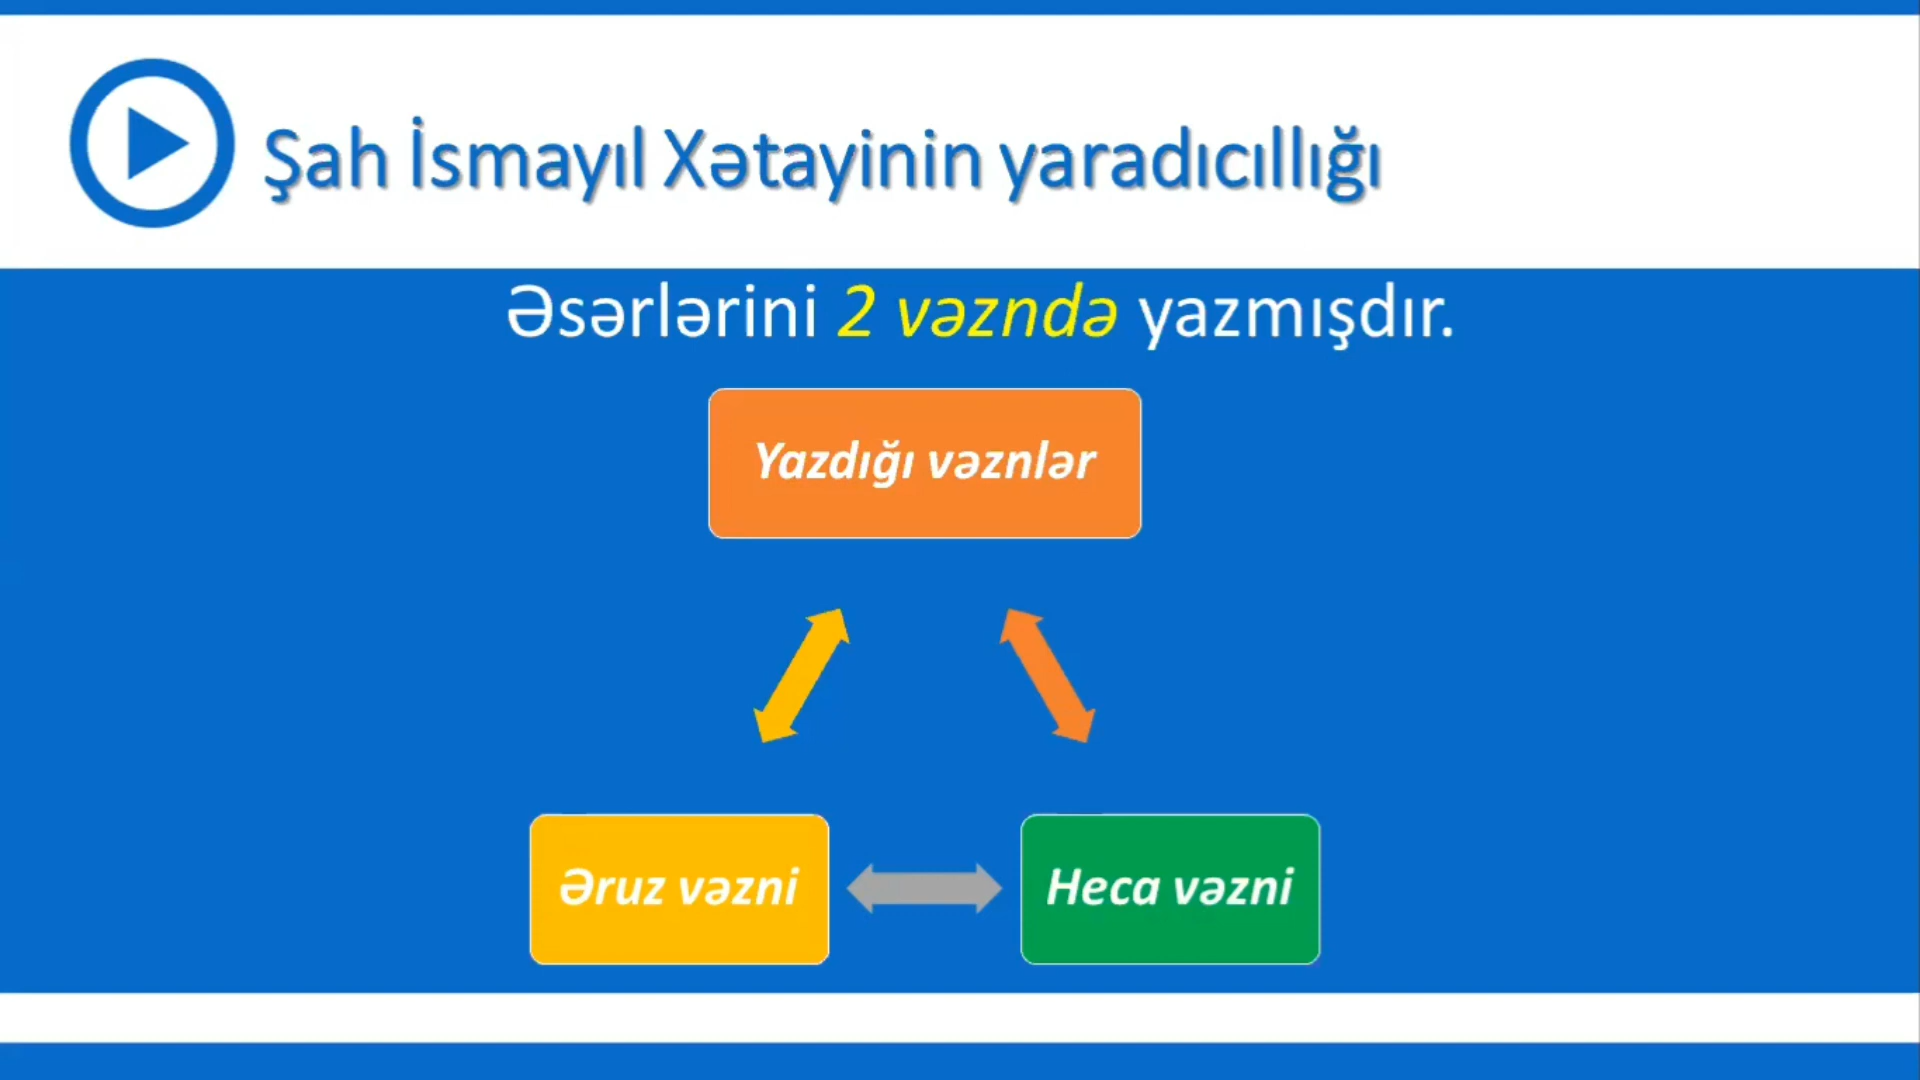 Şah İsmayıl Xətayinin yaradıcıllığı
Əsərlərini 2 vəzndə yazmışdır.
Yazdığı vəznlər
Əruz vəzni
Heca vəzni